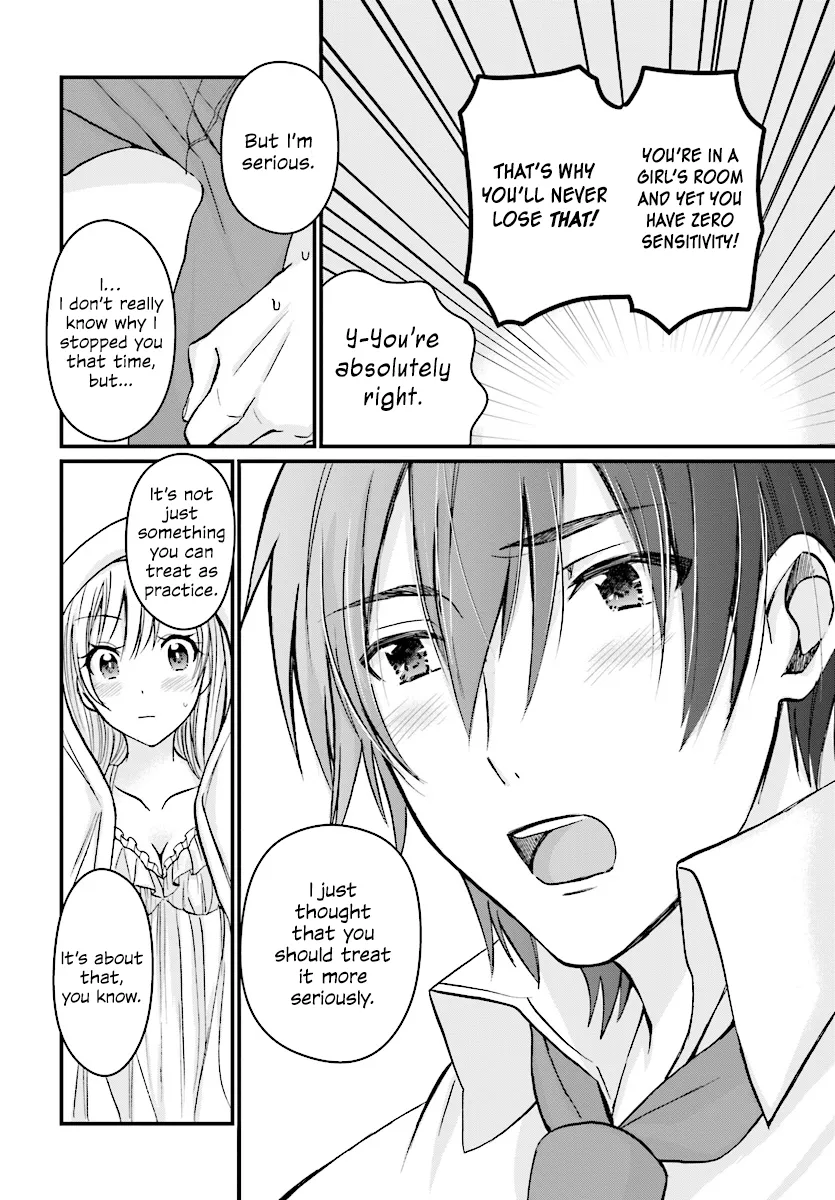 YOU'RE IN A
GIRL'S ROOM
AND YET YOU
HAVE ZERO
SENSITIVITY!
THAT'S WHY
YOU'LL NEVER
LOSE THAT!
Y-You're
absolutely
right.
But I'm
serious.
I...
I don't really
know why I
stopped you
that time,
but...
I just
thought
that you
should treat
it more
seriously.
It's not
just
something
you can
treat as
practice.
It's about
that,
you know.